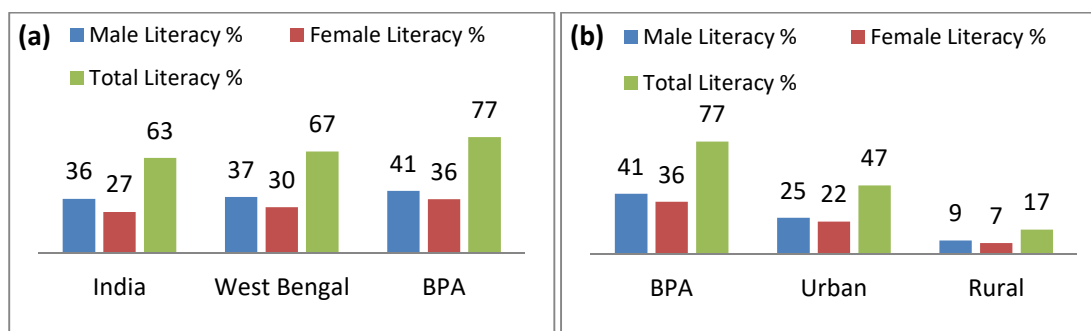 (a)
Male Literacy % Female Literacy %
Total Literacy %
36 27 63 37 30 67 41 36 77
India West Bengal BPA
(b)
Male Literacy % Female Literacy %
Total Literacy %
41 36 77 25 22 47 9 7 17
BPA Urban Rural